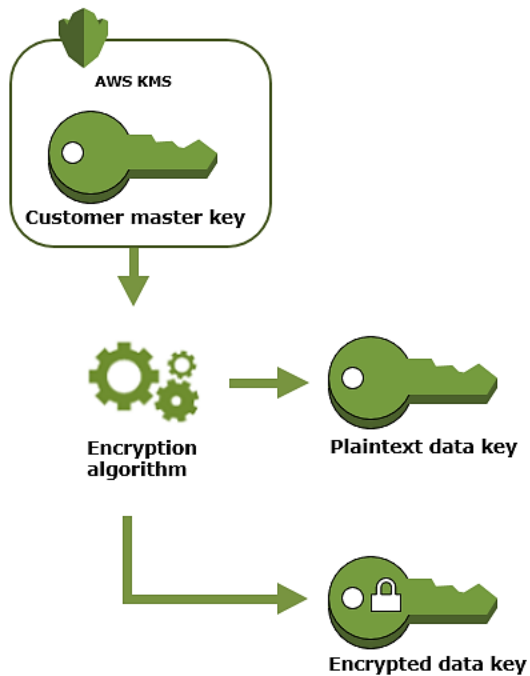 AWS KMS
Customer master key
Encryption
algorithm
Plaintext data key
Encrypted data key